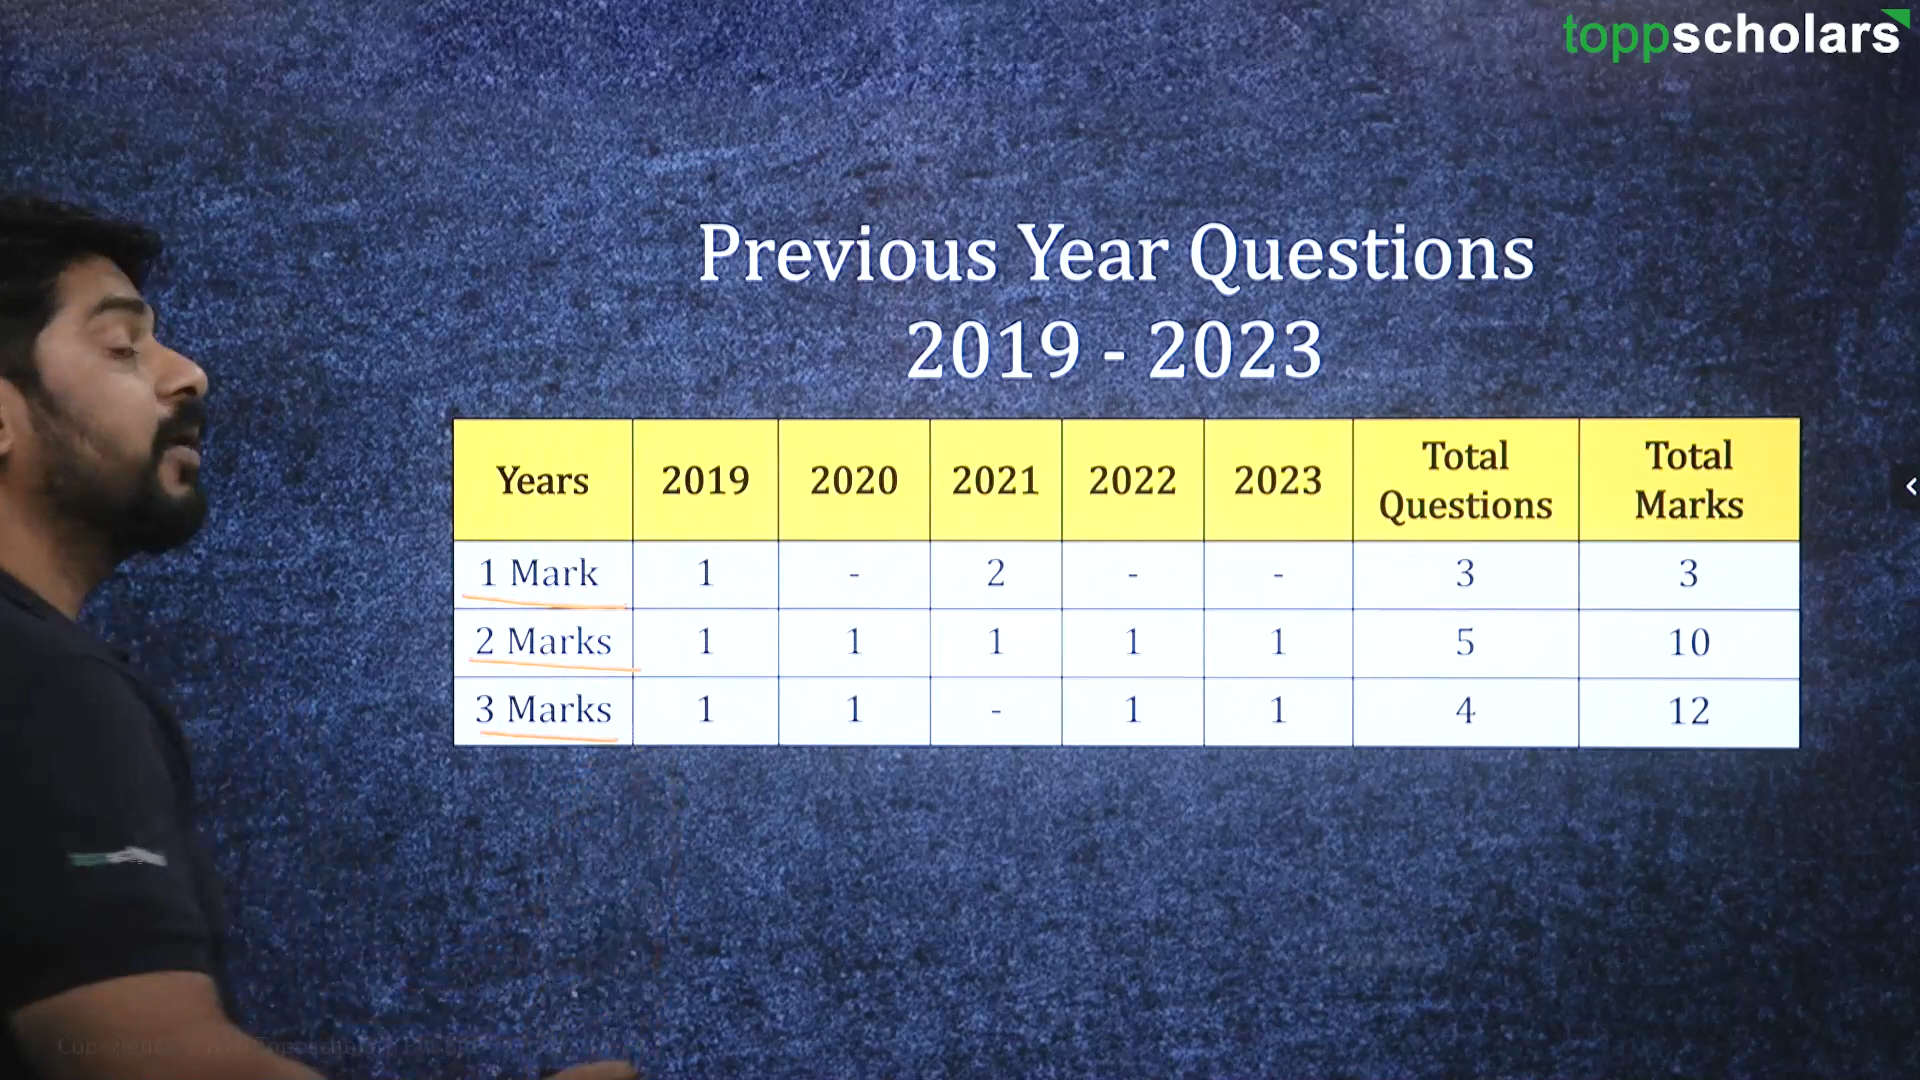 toppscholars
Previous Year Questions
2019 - 2023
Years 2019 2020 2021 2022 2023 Total Questions Total Marks
1 Mark 1 - 2 - - 3 3
2 Marks 1 1 1 1 1 5 10
3 Marks 1 1 - 1 1 4 12